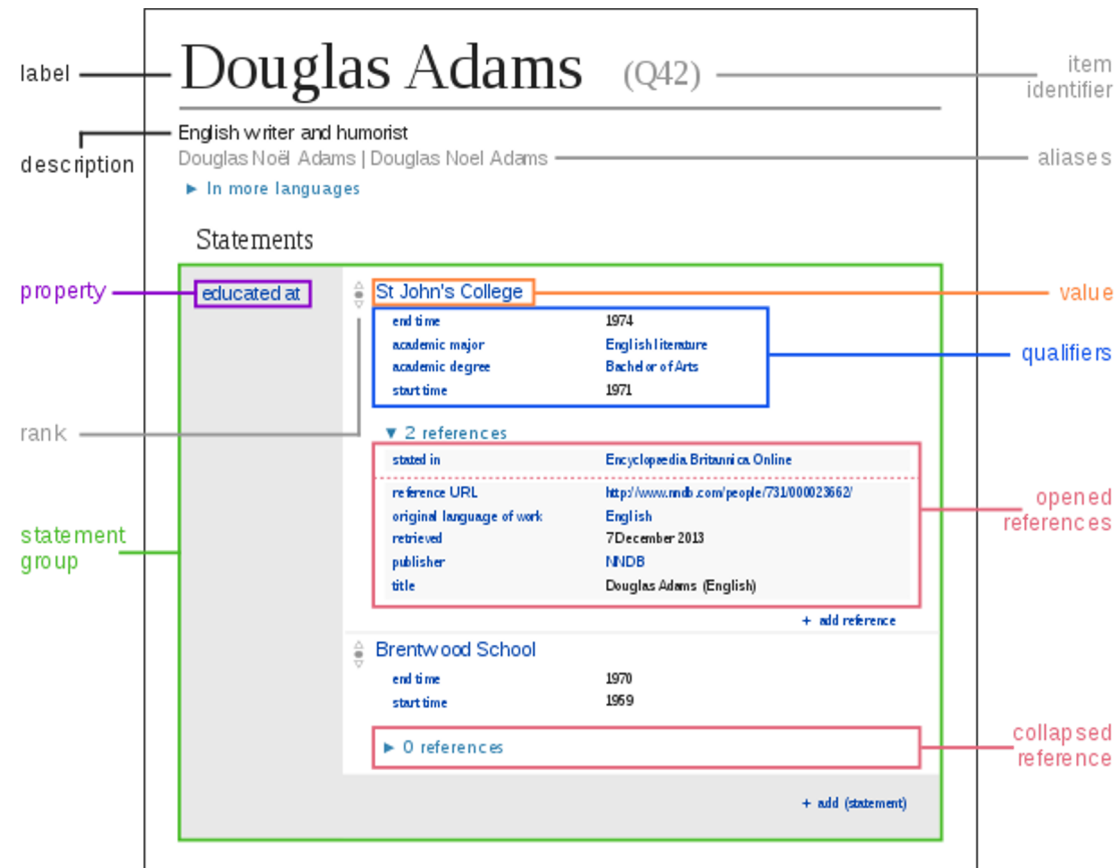 label
Douglas Adams (Q42)
item
identifier
description
English writer and humorist
Douglas Noël Adams | Douglas Noel Adams
aliases
► In more languages
Statements
property
educated at
St John's College
value
end time 1974
academic major English literature
academic degree Bachelor of Arts
start time 1971
qualifiers
rank
▼ 2 references
stated in Encyclopædia Britannica Online
reference URL http://www.nndb.com/people/731/000023662/
original language of work English
retrieved 7 December 2013
publisher NNDB
title Douglas Adams (English)
opened
references
statement
group
+ add reference
Brentwood School
end time 1970
start time 1959
► 0 references
collapsed
reference
+ add (statement)